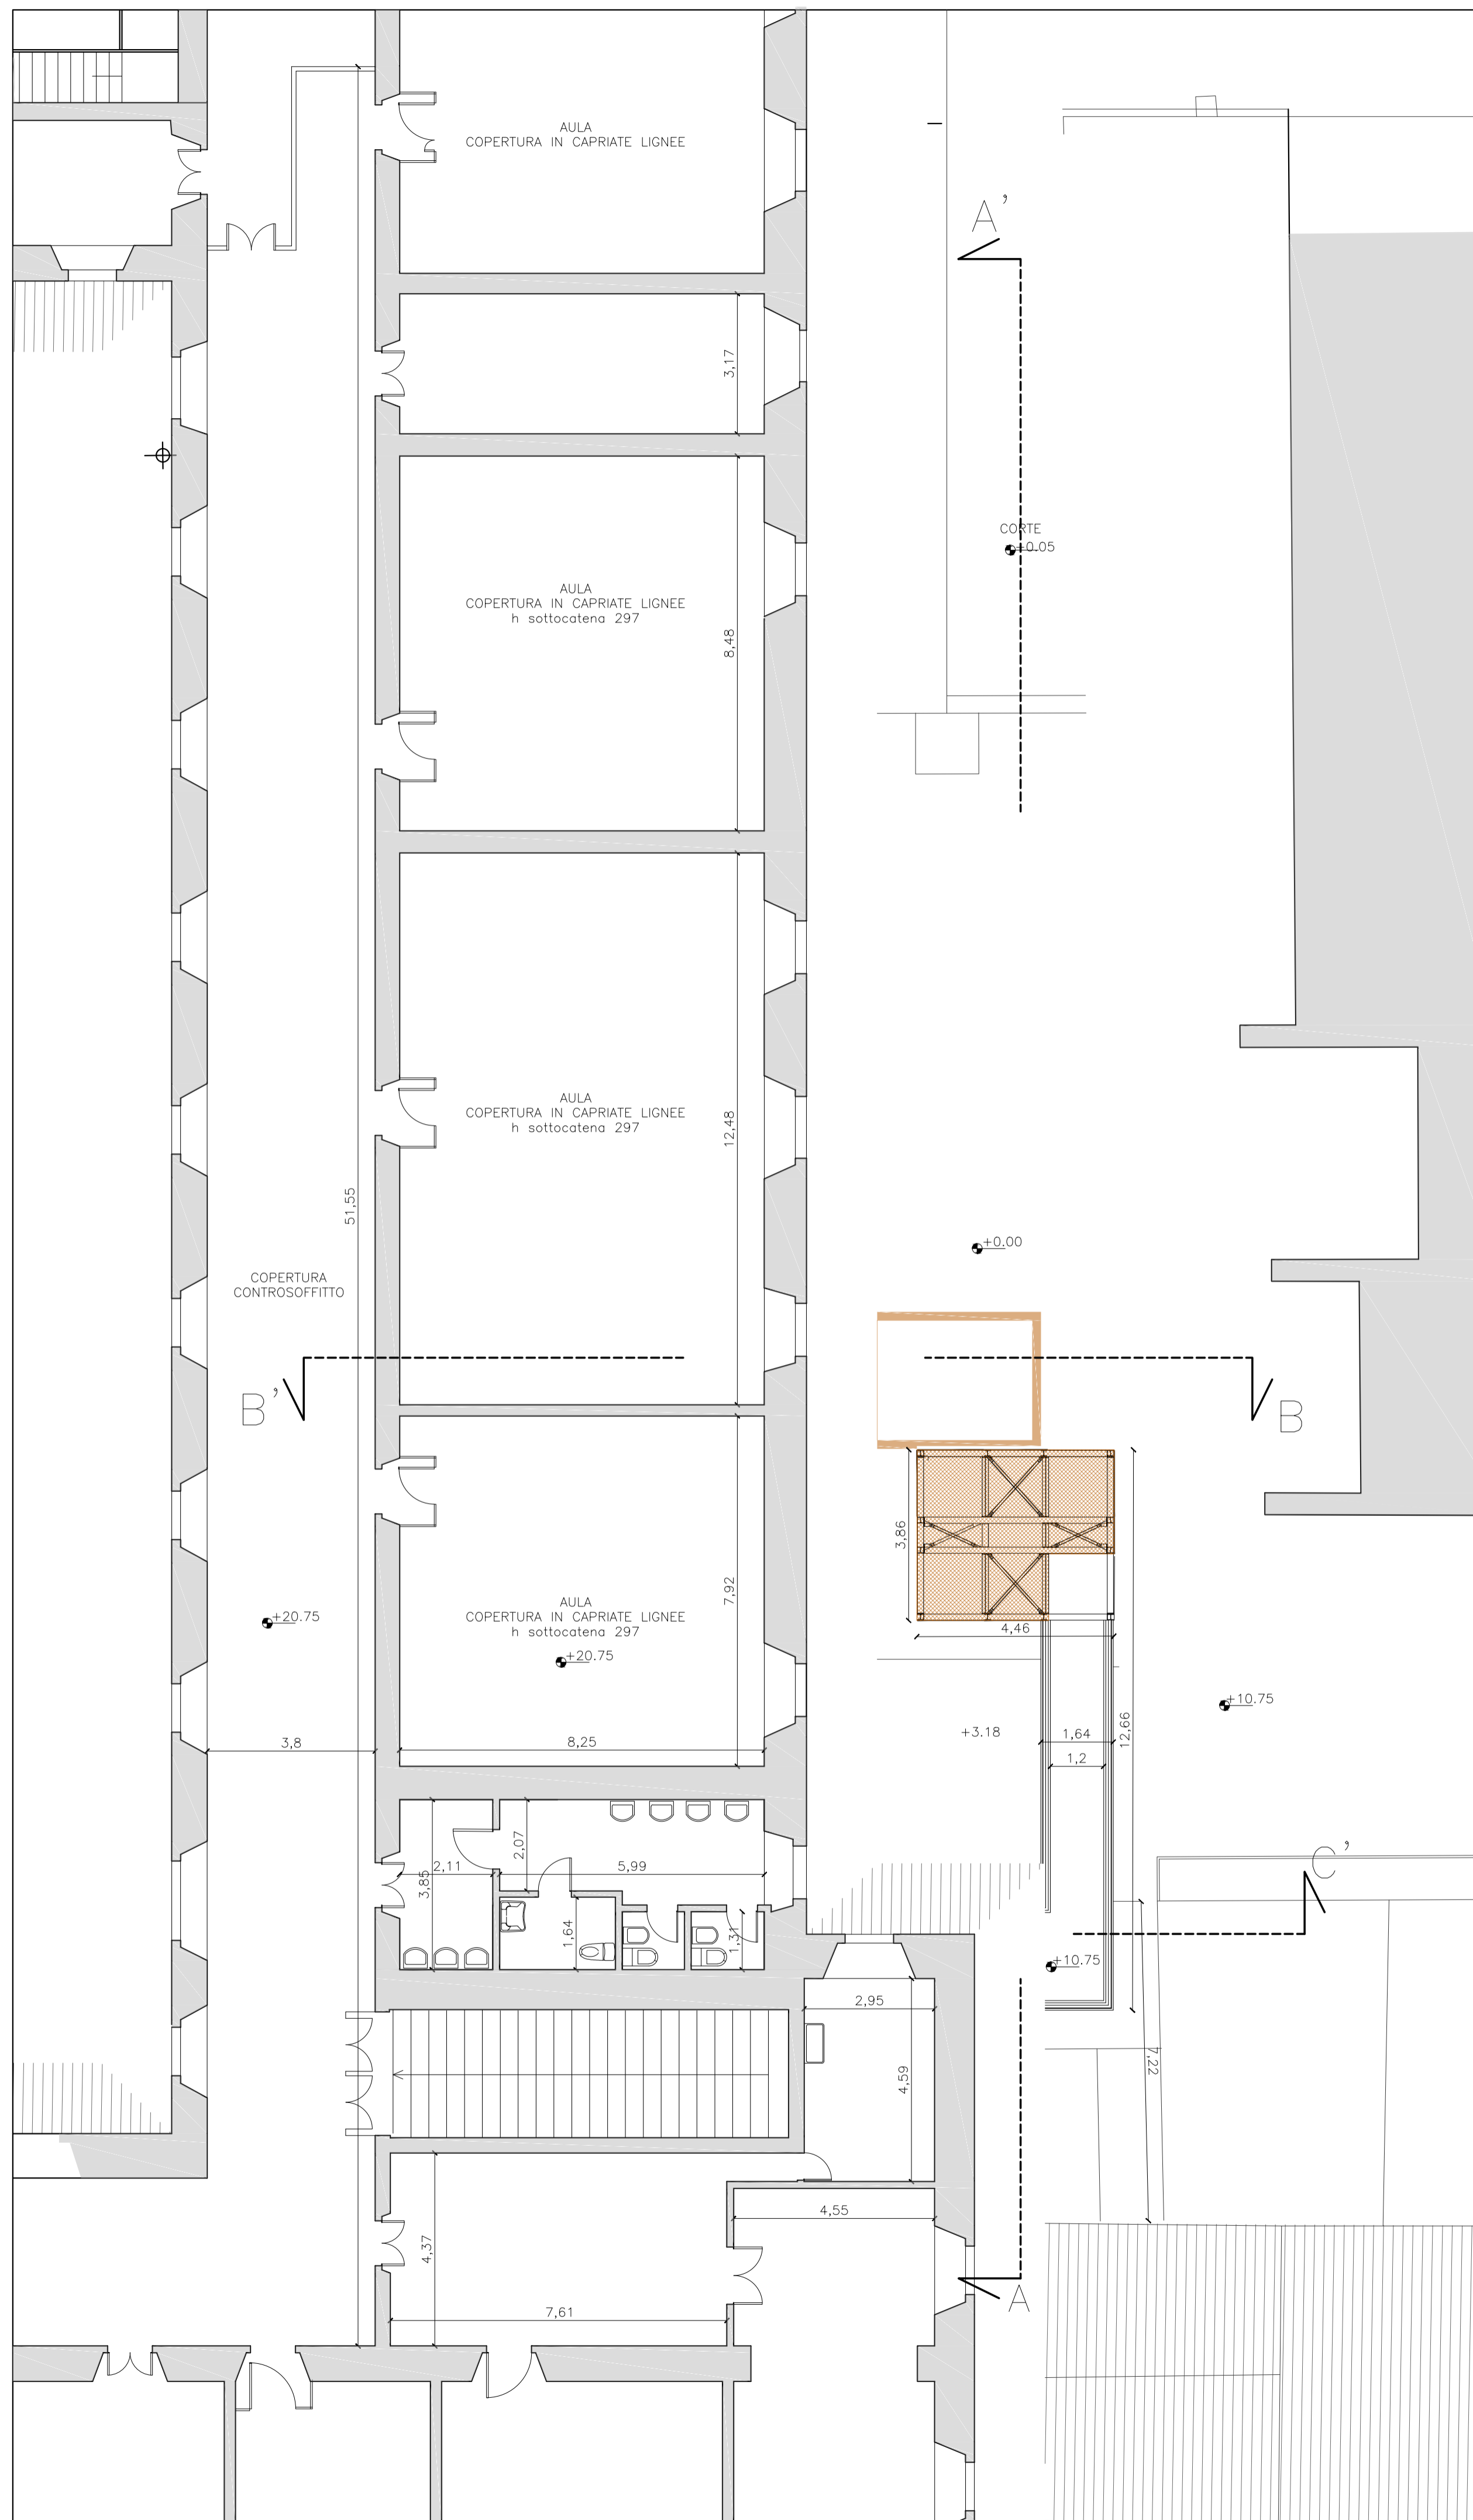 AULA
COPERTURA IN CAPRIATE LIGNEE
A'
3,17
CORTE
+0.05
AULA
COPERTURA IN CAPRIATE LIGNEE
h sottocatena 297
8,48
AULA
COPERTURA IN CAPRIATE LIGNEE
h sottocatena 297
12,48
51,55
+0.00
COPERTURA
CONTROSOFFITTO
B'
B
3,86
AULA
COPERTURA IN CAPRIATE LIGNEE
h sottocatena 297
7,92
+20.75
+20.75
4,46
+10.75
+3.18
1,64
12,66
1,2
3,8
8,25
2,07
2,11
5,99
3,85
C'
1,64
1,31
+10.75
2,95
4,59
7,22
4,55
4,37
A
7,61